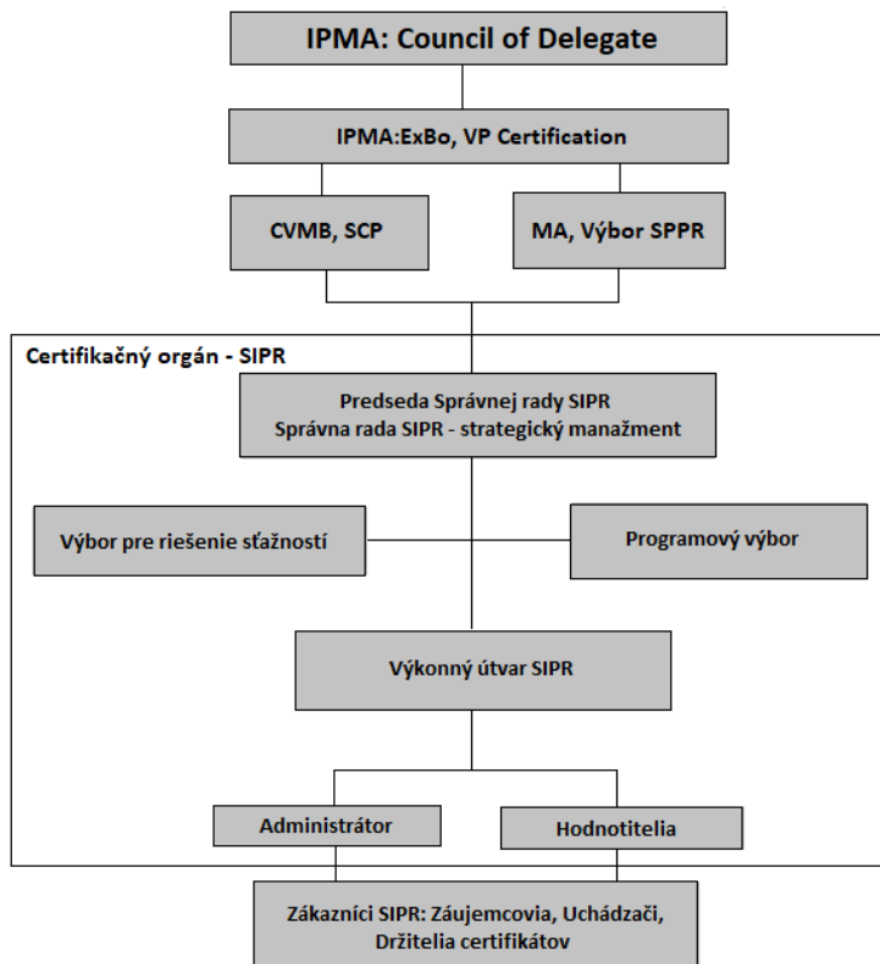 IPMA: Council of Delegate
IPMA:ExBo, VP Certification
CVMB, SCP
MA, Výbor SPPR
Certifikačný orgán - SIPR
Predseda Správnej rady SIPR
Správna rada SIPR - strategický manažment
Výbor pre riešenie sťažností
Programový výbor
Výkonný útvar SIPR
Administrátor
Hodnotitelia
Zákazníci SIPR: Záujemcovia, Uchádzači,
Držitelia certifikátov